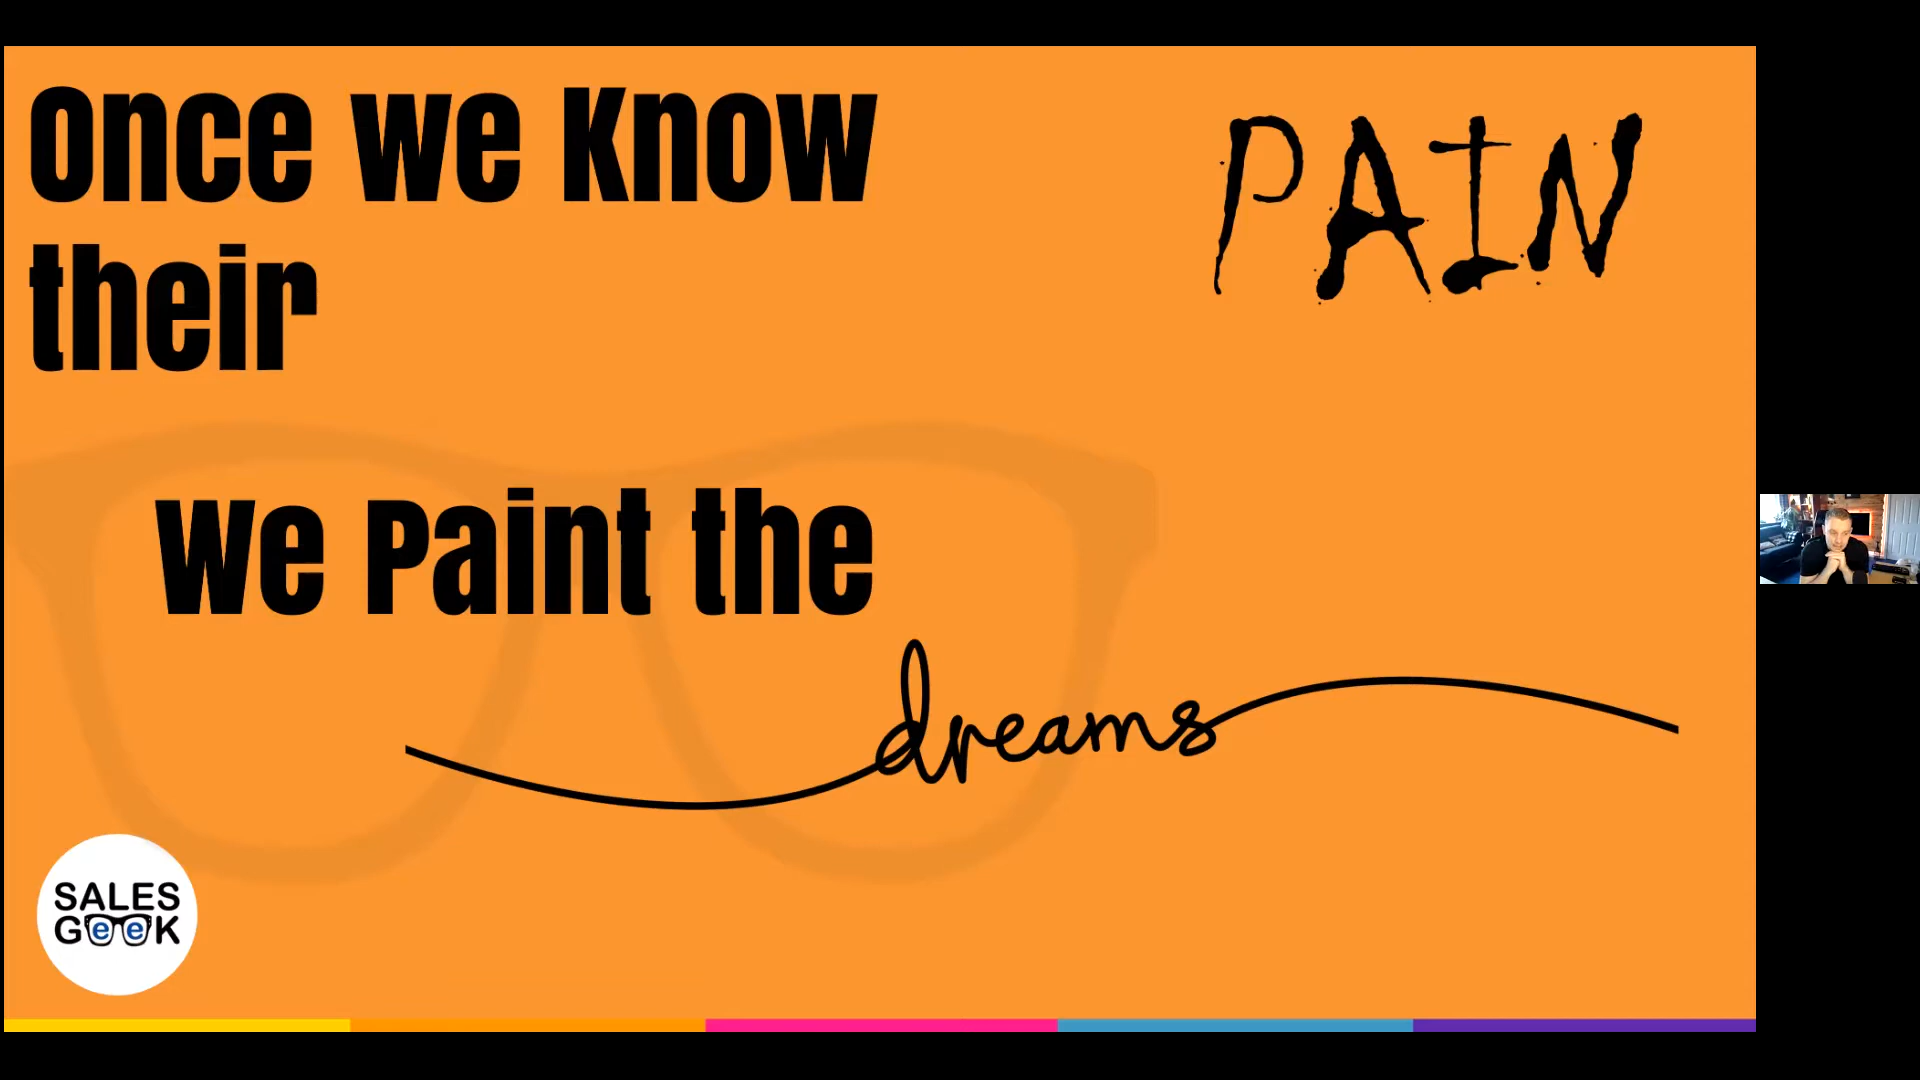 Once we Know
their
PAIN
We Paint the
dreams
SALES
GeeK